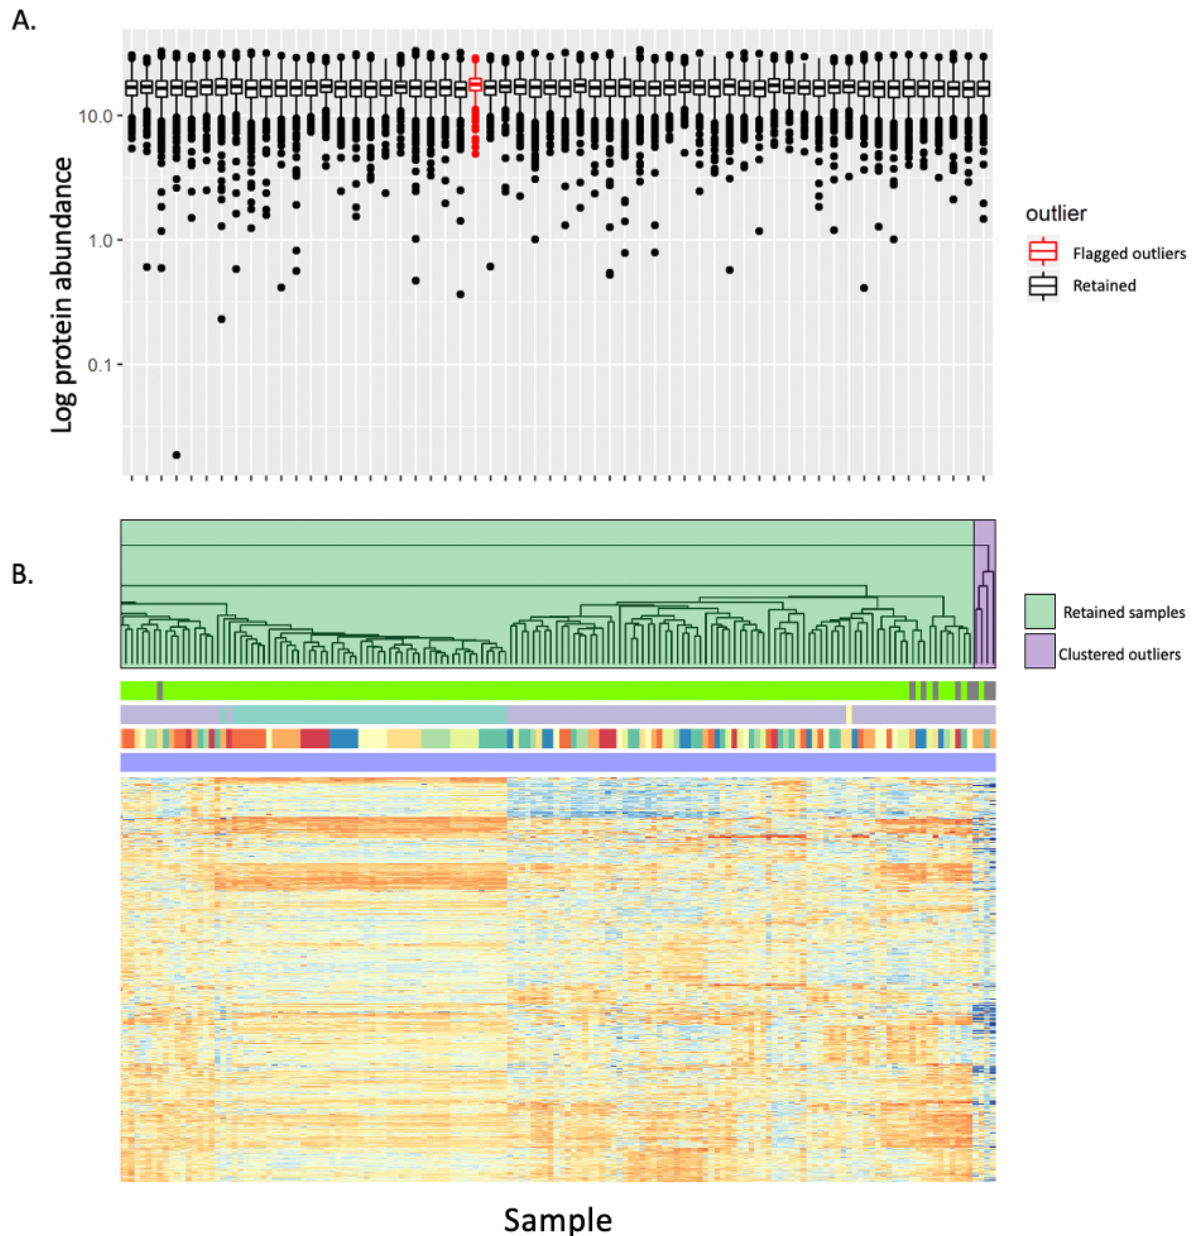 A.
Log protein abundance
10.0
1.0
0.1
outlier
Flagged outliers
Retained
B.
Retained samples
Clustered outliers
Sample